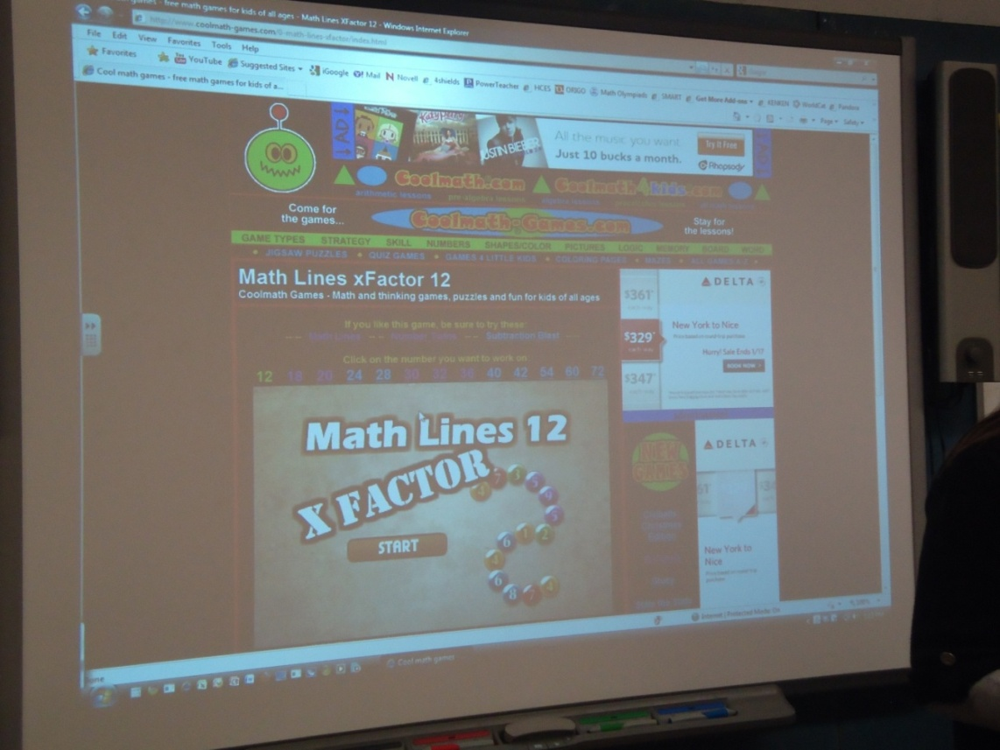 free math games for kids of all ages - Math Lines XFactor 12 - Windows Internet Explorer
http://www.coolmath-games.com/0-math-lines-xfactor/index.html
File Edit View Favorites Tools Help
Favorites YouTube Suggested Sites iGoogle Mail Novell 4shields PowerTeacher HCES ORIGO Math Olympiads SMART Get More Add-ons KENKEN WorldCat Pandora
Cool math games - free math games for kids of a...
Page Safety
AD
Katy Perry
JUSTIN BIEBER
All the music you want.
Just 10 bucks a month.
Try It Free
Rhapsody
Coolmath.com Coolmath4kids.com
arithmetic lessons pre-algebra lessons algebra lessons
Come for
the games...
Coolmath-Games.com
Stay for
the lessons!
GAME TYPES STRATEGY SKILL NUMBERS SHAPES/COLOR PICTURES LOGIC MEMORY BOARD WORD
JIGSAW PUZZLES QUIZ GAMES GAMES 4 LITTLE KIDS COLORING PAGES MAZES ALL GAMES A-Z
Math Lines xFactor 12
Coolmath Games - Math and thinking games, puzzles and fun for kids of all ages
If you like this game, be sure to try these:
Math Lines -- Number Twins -- Subtraction Blast
Click on the number you want to work on:
12 18 20 24 28 30 32 36 40 42 54 60 72
Math Lines 12
X FACTOR
START
DELTA
$361
$329
$347
New York to Nice
Hurry! Sale Ends 1/17
BOOK NOW
NEW
GAMES
DELTA
New York to
Nice
Internet | Protected Mode: On
Cool math games